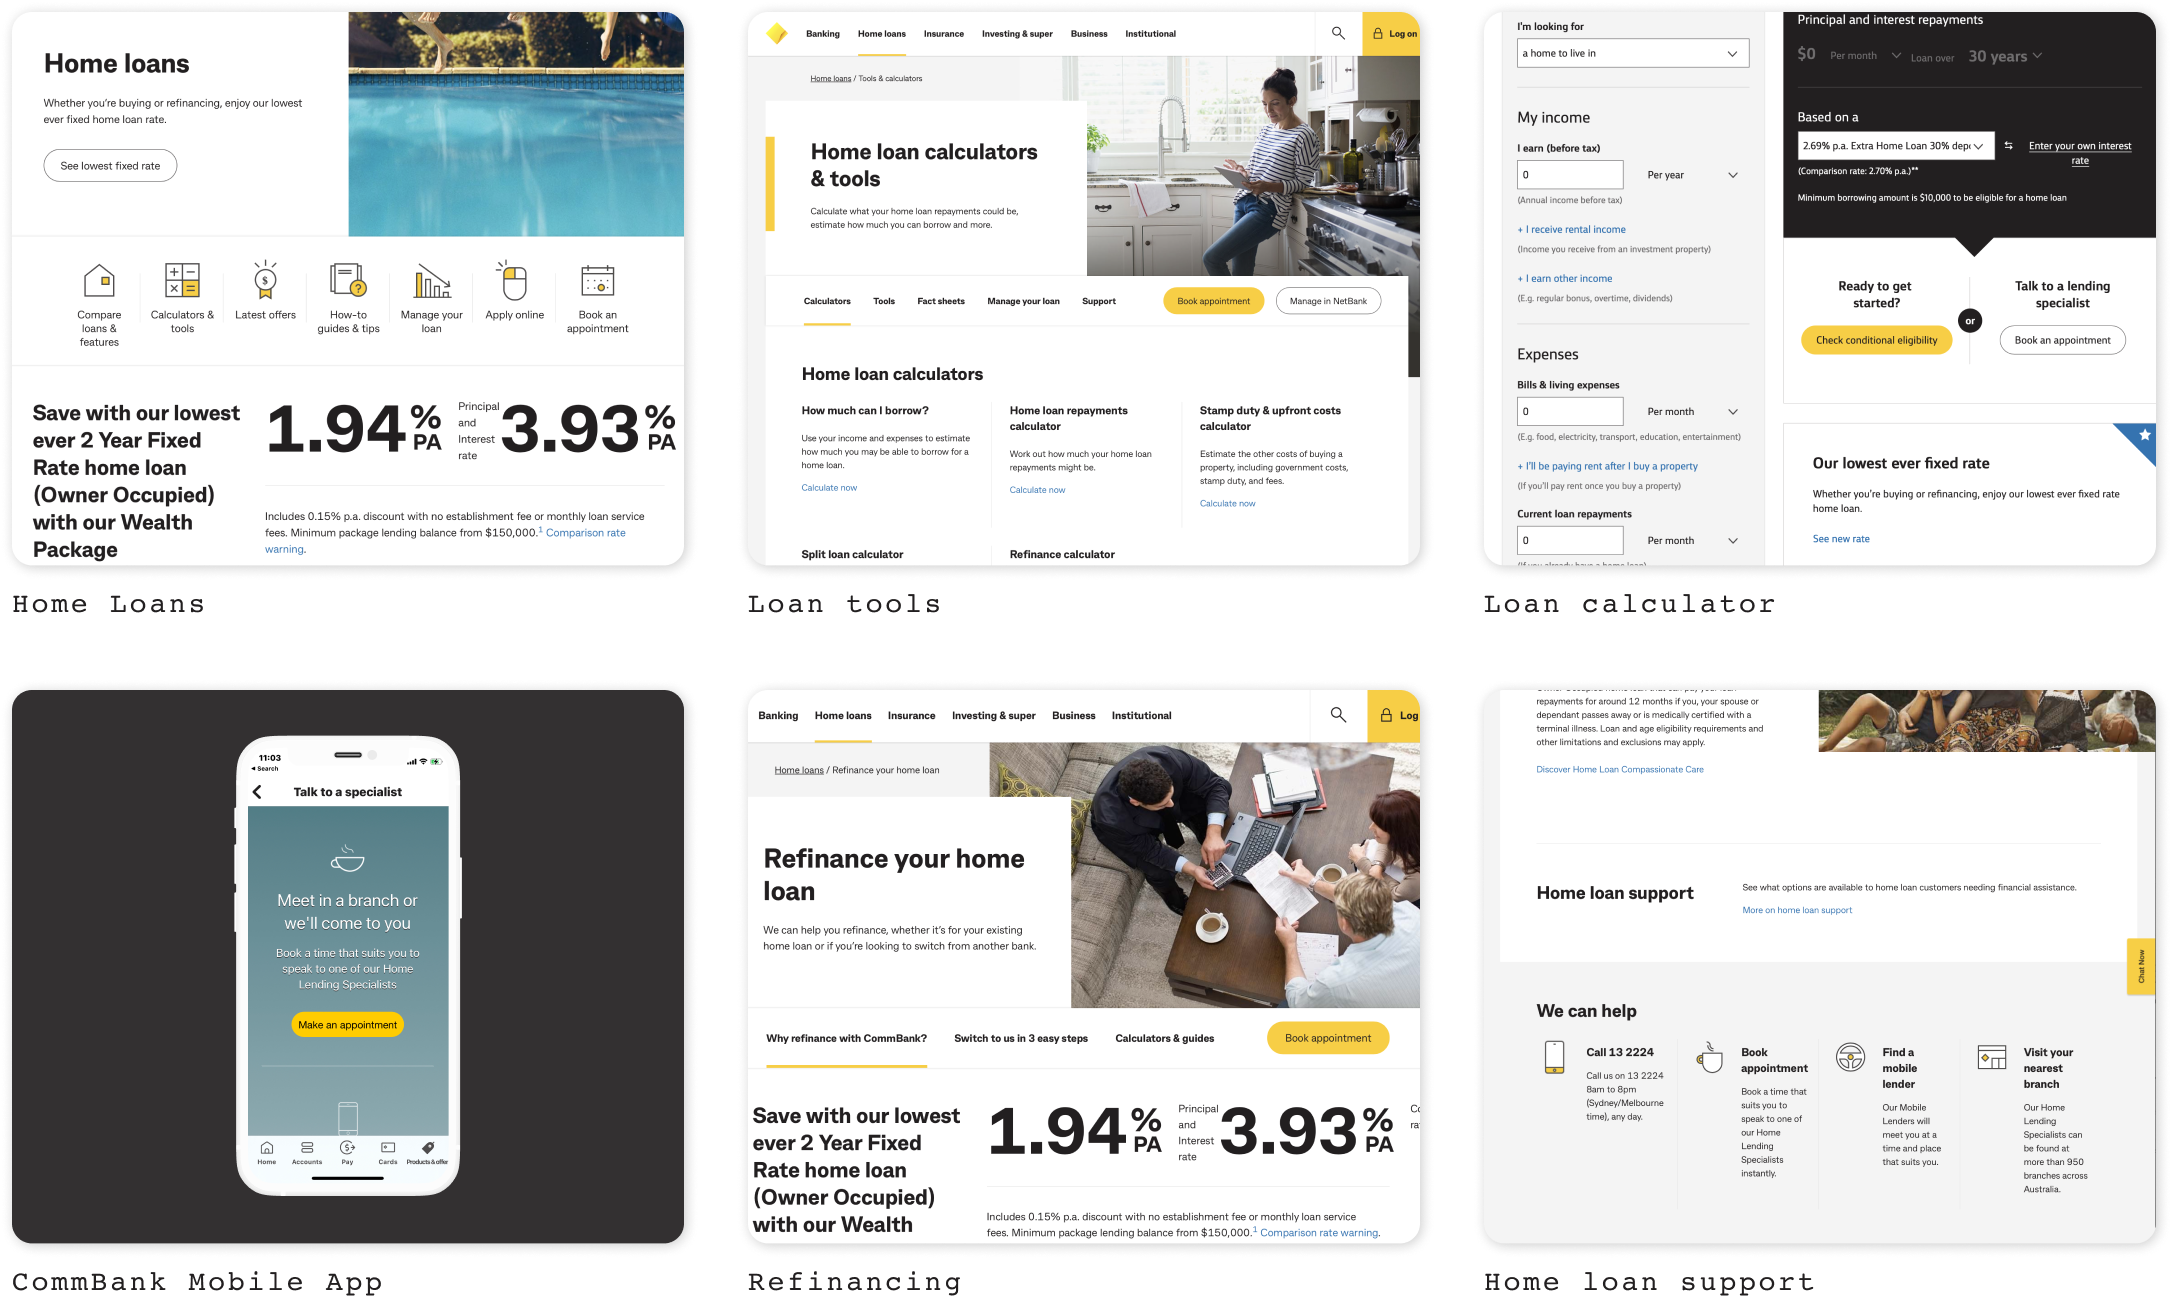 Home loans
Whether you're buying or refinancing, enjoy our lowest
ever fixed home loan rate.
See lowest fixed rate
Compare
loans &
features
Calculators &
tools
Latest offers
How-to
guides & tips
Manage your
loan
Apply online
Book an
appointment
Save with our lowest
ever 2 Year Fixed
Rate home loan
(Owner Occupied)
with our Wealth
Package
1.94 % PA
Principal
and
Interest
rate
3.93 % PA
Includes 0.15% p.a. discount with no establishment fee or monthly loan service
fees. Minimum package lending balance from $150,000.1 Comparison rate
warning.
Home Loans
Banking
Home loans
Insurance
Investing & super
Business
Institutional
Log on
Home loans / Tools & calculators
Home loan calculators
& tools
Calculate what your home loan repayments could be,
estimate how much you can borrow and more.
Calculators
Tools
Fact sheets
Manage your loan
Support
Book appointment
Manage in NetBank
Home loan calculators
How much can I borrow?
Use your income and expenses to estimate
how much you may be able to borrow for a
home loan.
Calculate now
Home loan repayments
calculator
Work out how much your home loan
repayments might be.
Calculate now
Stamp duty & upfront costs
calculator
Estimate the other costs of buying a
property, including government costs,
stamp duty, and fees.
Calculate now
Split loan calculator
Refinance calculator
Loan tools
I'm looking for
a home to live in
My income
I earn (before tax)
0
Per year
(Annual income before tax)
+ I receive rental income
(Income you receive from an investment property)
+ I earn other income
(E.g. regular bonus, overtime, dividends)
Expenses
Bills & living expenses
0
Per month
(E.g. food, electricity, transport, education, entertainment)
+ I'll be paying rent after I buy a property
(If you'll pay rent once you buy a property)
Current loan repayments
0
Per month
(If you already have a home loan)
Principal and interest repayments
$0 Per month Loan over 30 years
Based on a
2.69% p.a. Extra Home Loan 30% dep
Enter your own interest
rate
(Comparison rate: 2.70% p.a.)**
Minimum borrowing amount is $10,000 to be eligible for a home loan
Ready to get
started?
Check conditional eligibility
or
Talk to a lending
specialist
Book an appointment
Our lowest ever fixed rate
Whether you're buying or refinancing, enjoy our lowest ever fixed rate
home loan.
See new rate
Loan calculator
11:03
Search
Talk to a specialist
Meet in a branch or
we'll come to you
Book a time that suits you to
speak to one of our Home
Lending Specialists
Make an appointment
Home
Accounts
Pay
Cards
Products & offer
CommBank Mobile App
Banking
Home loans
Insurance
Investing & super
Business
Institutional
Log
Home loans / Refinance your home loan
Refinance your home
loan
We can help you refinance, whether it's for your existing
home loan or if you're looking to switch from another bank.
Why refinance with CommBank?
Switch to us in 3 easy steps
Calculators & guides
Book appointment
Save with our lowest
ever 2 Year Fixed
Rate home loan
(Owner Occupied)
with our Wealth
1.94 % PA
Principal
and
Interest
rate
3.93 % PA
Includes 0.15% p.a. discount with no establishment fee or monthly loan service
fees. Minimum package lending balance from $150,000.1 Comparison rate warning.
Refinancing
repayments for around 12 months if you, your spouse or
dependant passes away or is medically certified with a
terminal illness. Loan and age eligibility requirements and
other limitations and exclusions may apply.
Discover Home Loan Compassionate Care
Home loan support
See what options are available to home loan customers needing financial assistance.
More on home loan support
Chat Now
We can help
Call 13 2224
Call us on 13 2224
8am to 8pm
(Sydney/Melbourne
time), any day.
Book
appointment
Book a time that
suits you to
speak to one of
our Home
Lending
Specialists
instantly.
Find a
mobile
lender
Our Mobile
Lenders will
meet you at a
time and place
that suits you.
Visit your
nearest
branch
Our Home
Lending
Specialists can
be found at
more than 950
branches across
Australia.
Home loan support